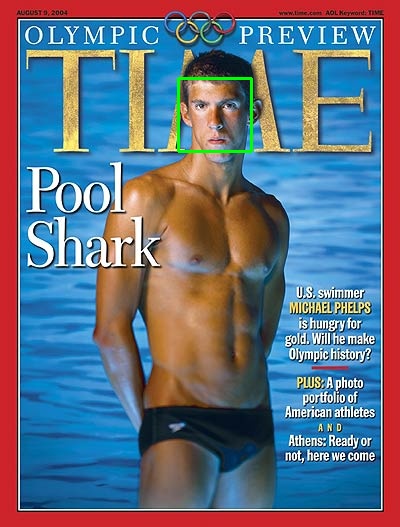 AUGUST 9, 2004
www.time.com AOL Keyword: TIME
OLYMPIC PREVIEW
TIME
Pool
Shark
U.S. swimmer
MICHAEL PHELPS
is hungry for
gold. Will he make
Olympic history?
PLUS: A photo
portfolio of
American athletes
AND
Athens: Ready or
not, here we come